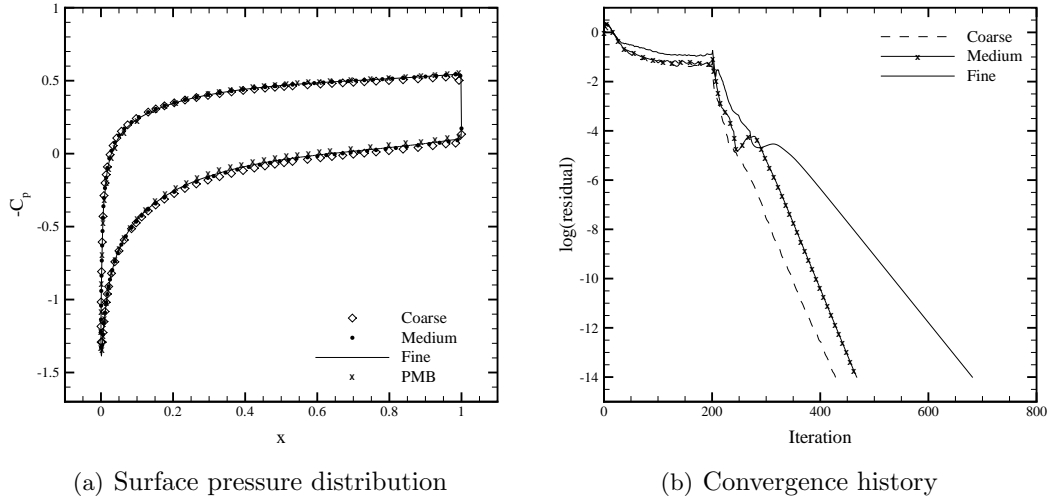 1
0.5
0
-0.5
-1
-1.5
-C_p
0 0.2 0.4 0.6 0.8 1
x
Coarse
Medium
Fine
PMB
(a) Surface pressure distribution
0
-2
-4
-6
-8
-10
-12
-14
log(residual)
0 200 400 600 800
Iteration
Coarse
Medium
Fine
(b) Convergence history